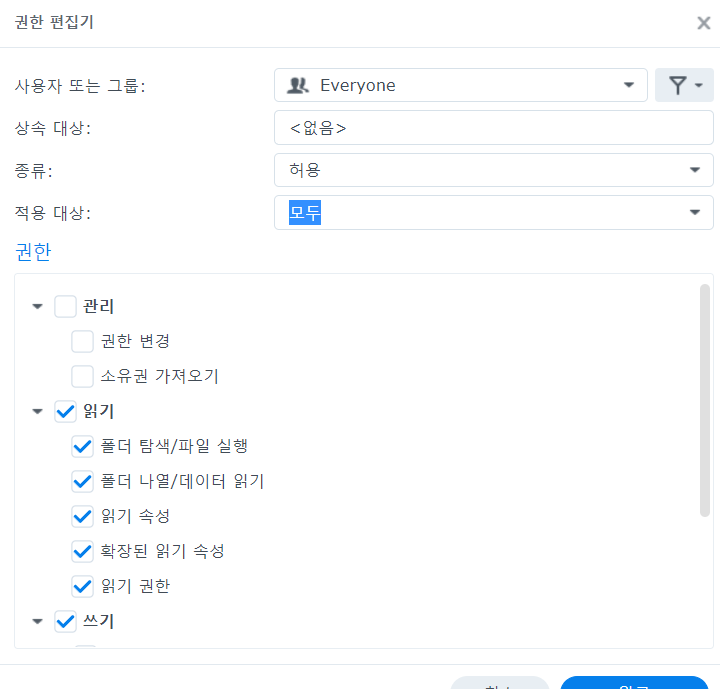 권한 편집기
사용자 또는 그룹: Everyone
상속 대상: <없음>
종류: 허용
적용 대상: 모두
권한
관리
권한 변경
소유권 가져오기
읽기
폴더 탐색/파일 실행
폴더 나열/데이터 읽기
읽기 속성
확장된 읽기 속성
읽기 권한
쓰기